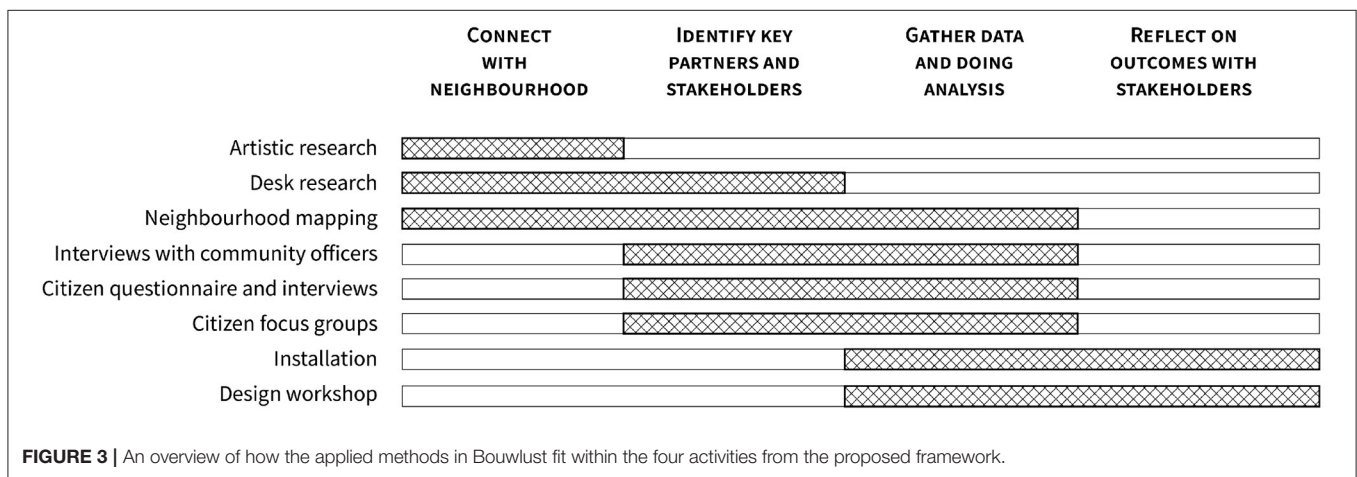 CONNECT
WITH
NEIGHBOURHOOD
IDENTIFY KEY
PARTNERS AND
STAKEHOLDERS
GATHER DATA
AND DOING
ANALYSIS
REFLECT ON
OUTCOMES WITH
STAKEHOLDERS
Artistic research
Desk research
Neighbourhood mapping
Interviews with community officers
Citizen questionnaire and interviews
Citizen focus groups
Installation
Design workshop
FIGURE 3 | An overview of how the applied methods in Bouwlust fit within the four activities from the proposed framework.